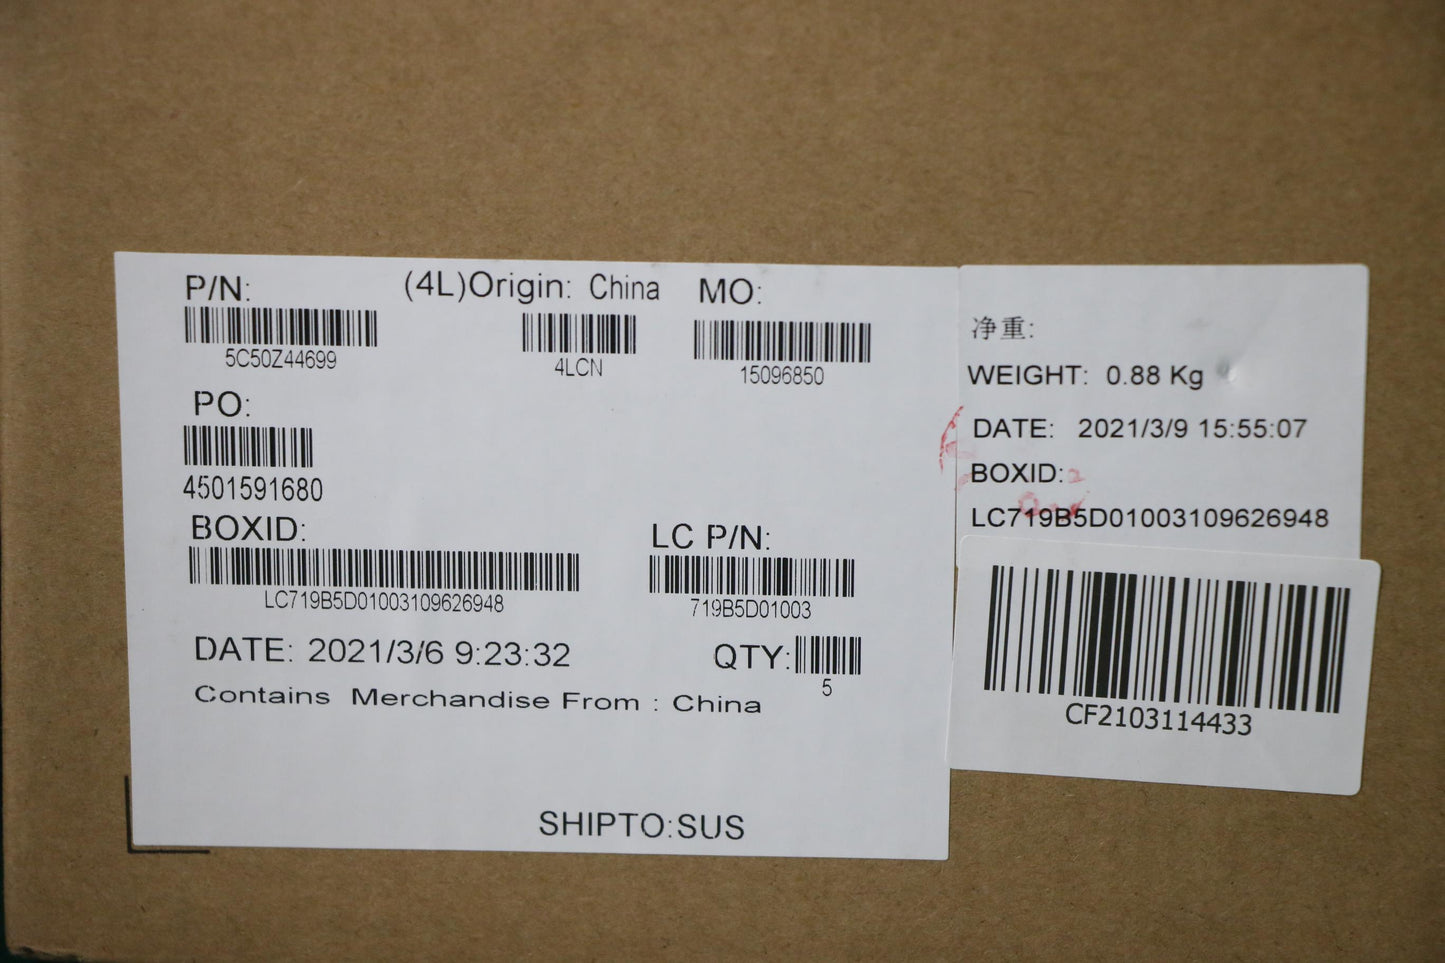 P/N:
(4L)Origin: China
MO:
5C50Z44699
4LCN
15096850
PO:
4501591680
BOXID:
LC P/N:
LC719B5D01003109626948
719B5D01003
DATE: 2021/3/6 9:23:32
QTY:
5
Contains Merchandise From : China
SHIPTO:SUS
净重:
WEIGHT: 0.88 Kg
DATE: 2021/3/9 15:55:07
BOXID:
LC719B5D01003109626948
CF2103114433